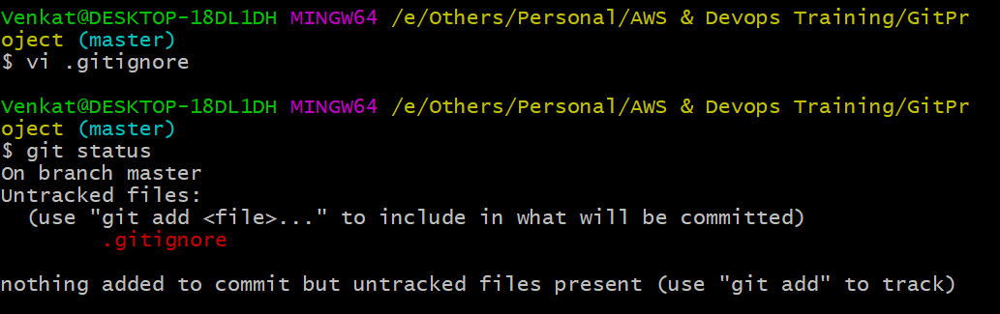 Venkat@DESKTOP-18DL1DH MINGW64 /e/Others/Personal/AWS & Devops Training/GitPr
oject (master)
$ vi .gitignore
Venkat@DESKTOP-18DL1DH MINGW64 /e/Others/Personal/AWS & Devops Training/GitPr
oject (master)
$ git status
On branch master
Untracked files:
  (use "git add <file>..." to include in what will be committed)
        .gitignore
nothing added to commit but untracked files present (use "git add" to track)